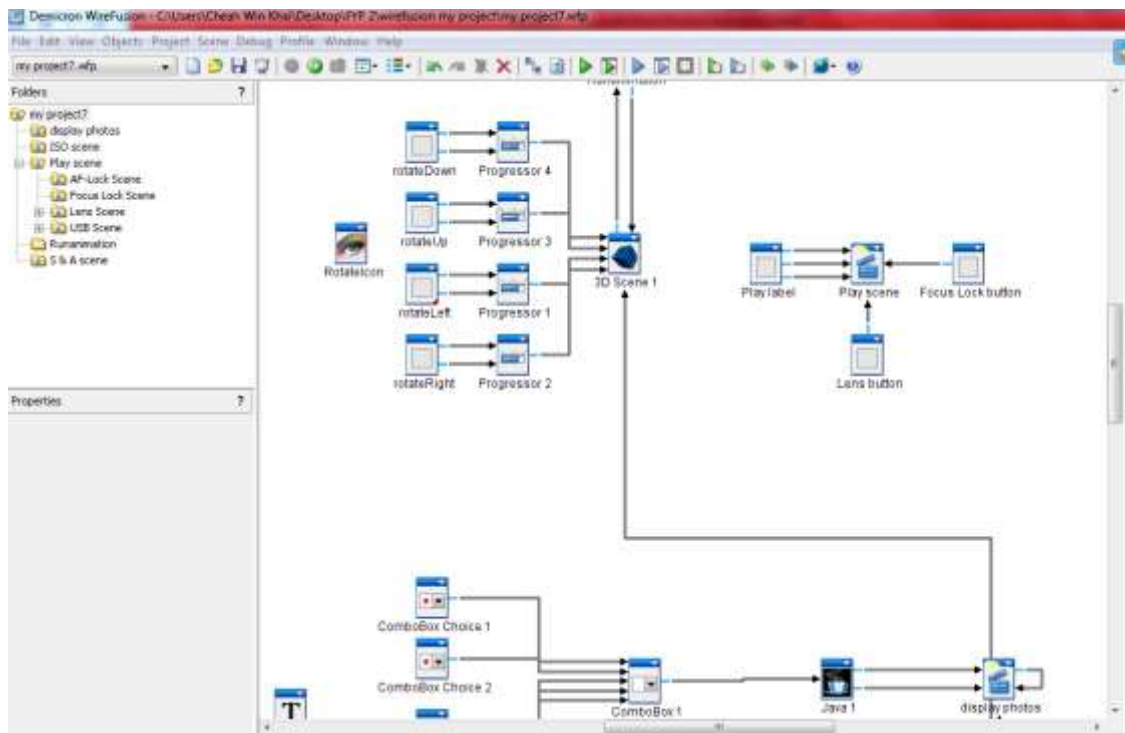 Demicron WireFusion - C:\Users\Cheah Win Khai\Desktop\PrP 2\wirefusion my project\my project7.wfp
File Edit View Objects Project Scene Debug Profile Window Help
my project7.wfp
Folders ?
my project7
display photos
ISO scene
Play scene
AF-Lock Scene
Focus Lock Scene
Lens Scene
USB Scene
Runanimation
S & A scene
Properties ?
rotateDown Progressor 4
rotateUp Progressor 3
RotateIcon
3D Scene 1
rotateLeft Progressor 1
rotateRight Progressor 2
Play label Play scene Focus Lock button
Lens button
ComboBox Choice 1
ComboBox Choice 2
T
ComboBox 1 Java 1 display photos